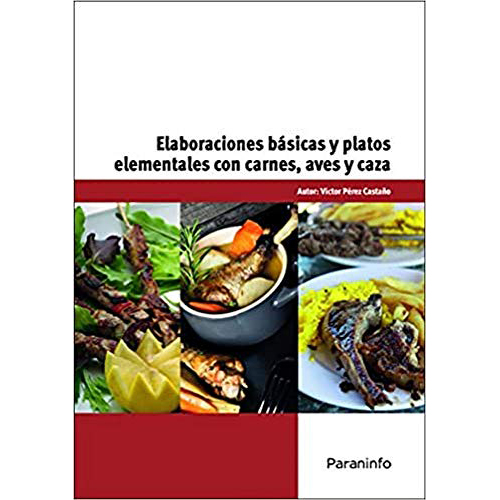 Elaboraciones básicas y platos
elementales con carnes, aves y caza
Autor: Víctor Pérez Castaño
Paraninfo